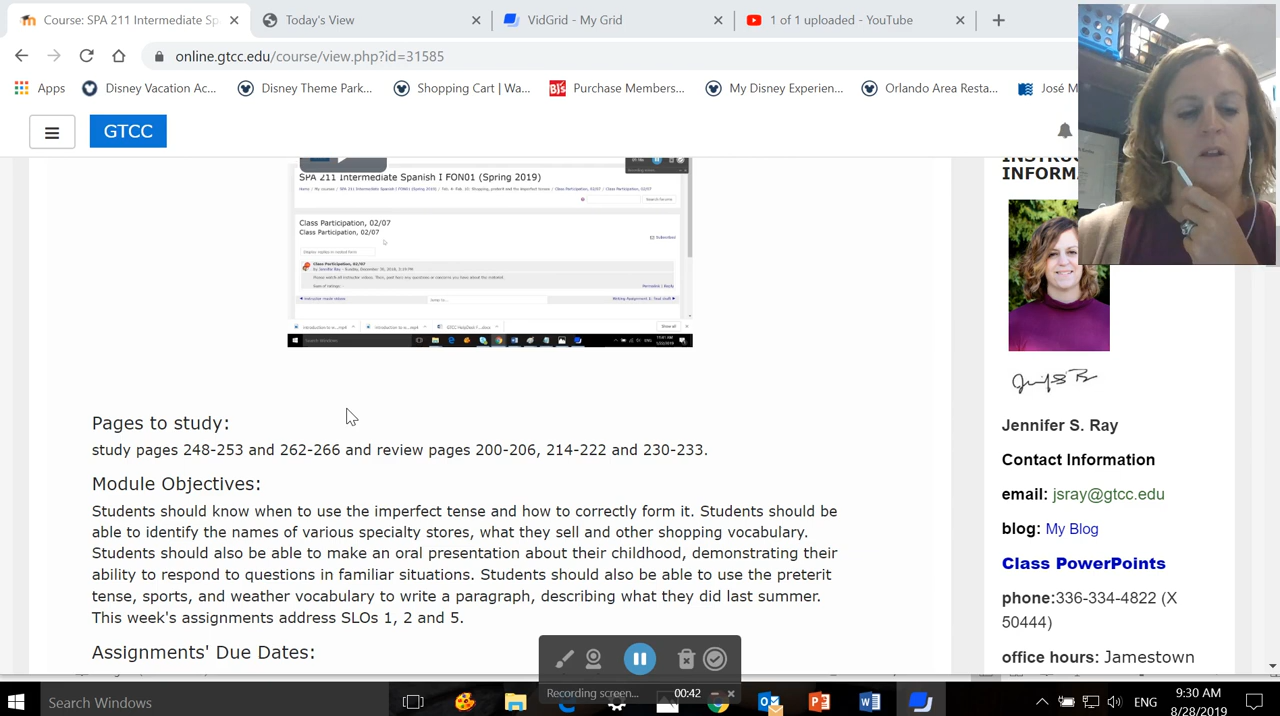 Course: SPA 211 Intermediate Sp
Today's View
VidGrid - My Grid
1 of 1 uploaded - YouTube
online.gtcc.edu/course/view.php?id=31585
Apps
Disney Vacation Ac...
Disney Theme Park...
Shopping Cart | Wa...
Purchase Members...
My Disney Experien...
Orlando Area Resta...
José M
GTCC
SPA 211 Intermediate Spanish I FON01 (Spring 2019)
Class Participation, 02/07
Class Participation, 02/07
Class Participation, 02/07
Pages to study:
study pages 248-253 and 262-266 and review pages 200-206, 214-222 and 230-233.
Module Objectives:
Students should know when to use the imperfect tense and how to correctly form it. Students should be
able to identify the names of various specialty stores, what they sell and other shopping vocabulary.
Students should also be able to make an oral presentation about their childhood, demonstrating their
ability to respond to questions in familiar situations. Students should also be able to use the preterit
tense, sports, and weather vocabulary to write a paragraph, describing what they did last summer.
This week's assignments address SLOs 1, 2 and 5.
Assignments' Due Dates:
INSTRU
INFORM
Jennifer S. Ray
Contact Information
email: jsray@gtcc.edu
blog: My Blog
Class PowerPoints
phone:336-334-4822 (X
50444)
office hours: Jamestown
Recording screen...
00:42
Search Windows
ENG
9:30 AM
8/28/2019